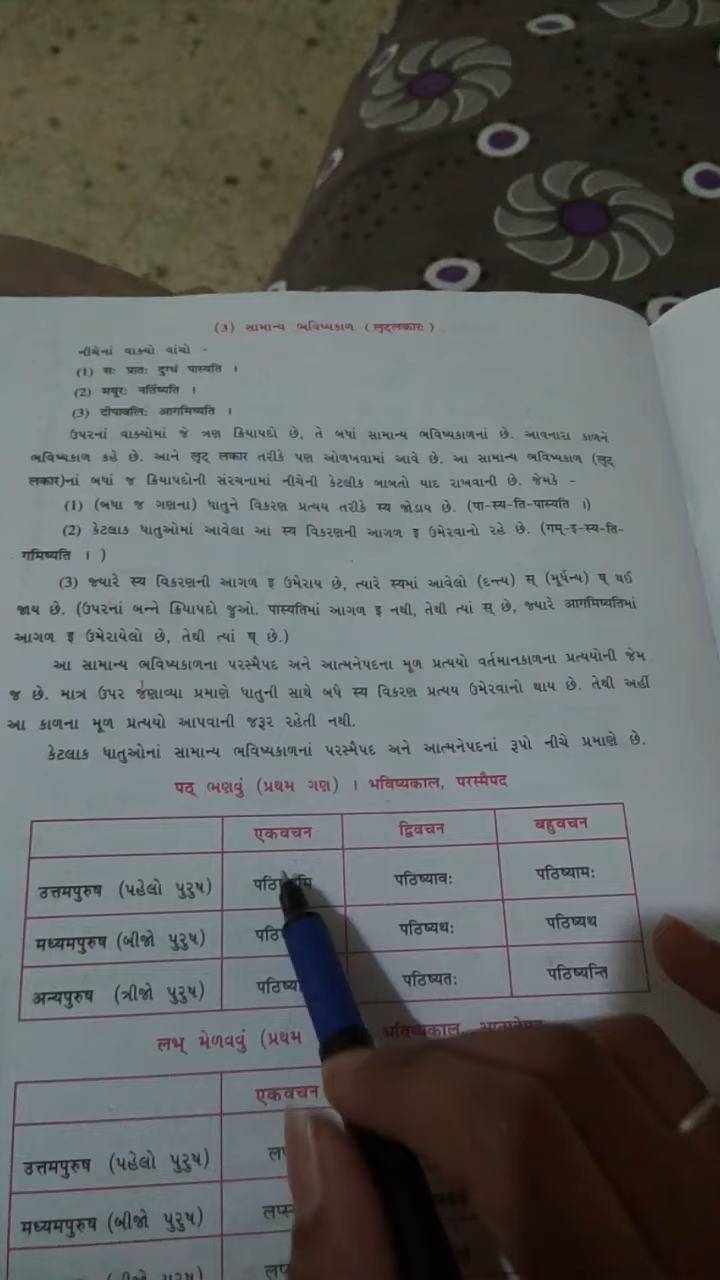 (3) સામાન્ય ભવિષ્યકાળ (लृट्लकारः)
નીચેનાં વાક્યો વાંચો -
(1) सः प्रातः दुग्धं पास्यति ।
(2) मयूरः नर्तिष्यति ।
(3) दीपावलिः आगमिष्यति ।
ઉપરનાં વાક્યોમાં જે ત્રણ ક્રિયાપદો છે, તે બધાં સામાન્ય ભવિષ્યકાળનાં છે. આવનારા કાળને
ભવિષ્યકાળ કહે છે. આને लृट् लकार તરીકે પણ ઓળખવામાં આવે છે. આ સામાન્ય ભવિષ્યકાળ (लृट्
लकार)નાં બધાં જ ક્રિયાપદોની સંરચનામાં નીચેની કેટલીક બાબતો યાદ રાખવાની છે. જેમકે -
(1) (બધા જ ગણના) ધાતુને વિકરણ પ્રત્યય તરીકે स्य જોડાય છે. (पा-स्य-ति-पास्यति ।)
(2) કેટલાક ધાતુઓમાં આવેલા આ स्य વિકરણની આગળ इ ઉમેરવાનો રહે છે. (गम्-इ-स्य-ति-
गमिष्यति । )
(3) જ્યારે स्य વિકરણની આગળ इ ઉમેરાય છે, ત્યારે स्यમાં આવેલો (દન્ત્ય) स् (મૂર્ધન્ય) ष् થઈ
જાય છે. (ઉપરનાં બન્ને ક્રિયાપદો જુઓ. पास्यतिમાં આગળ इ નથી, તેથી ત્યાં स् છે, જ્યારે आगमिष्यतिમાં
આગળ इ ઉમેરાયેલો છે, તેથી ત્યાં ष् છે.)
આ સામાન્ય ભવિષ્યકાળના પરસ્મૈપદ અને આત્મનેપદના મૂળ પ્રત્યયો વર્તમાનકાળના પ્રત્યયોની જેમ
જ છે. માત્ર ઉપર જણાવ્યા પ્રમાણે ધાતુની સાથે બધે स्य વિકરણ પ્રત્યય ઉમેરવાનો થાય છે. તેથી અહીં
આ કાળના મૂળ પ્રત્યયો આપવાની જરૂર રહેતી નથી.
કેટલાક ધાતુઓનાં સામાન્ય ભવિષ્યકાળનાં પરસ્મૈપદ અને આત્મનેપદનાં રૂપો નીચે પ્રમાણે છે.
पठ् ભણવું (પ્રથમ ગણ) । ભવિષ્યકાલ, પરસ્મૈપદ
एकवचन द्विवचन बहुवचन
उत्तमपुरुष (પહેલો પુરુષ) पठिष्यावः पठिष्यामः
मध्यमपुरुष (બીજો પુરુષ) पठिष्यथः पठिष्यथ
अन्यपुरुष (ત્રીજો પુરુષ) पठिष्यतः पठिष्यन्ति
लभ् મેળવવું (પ્રથમ ભવિષ્યકાલ,
एकवचन
उत्तमपुरुष (પહેલો પુરુષ)
मध्यमपुरुष (બીજો પુરુષ)